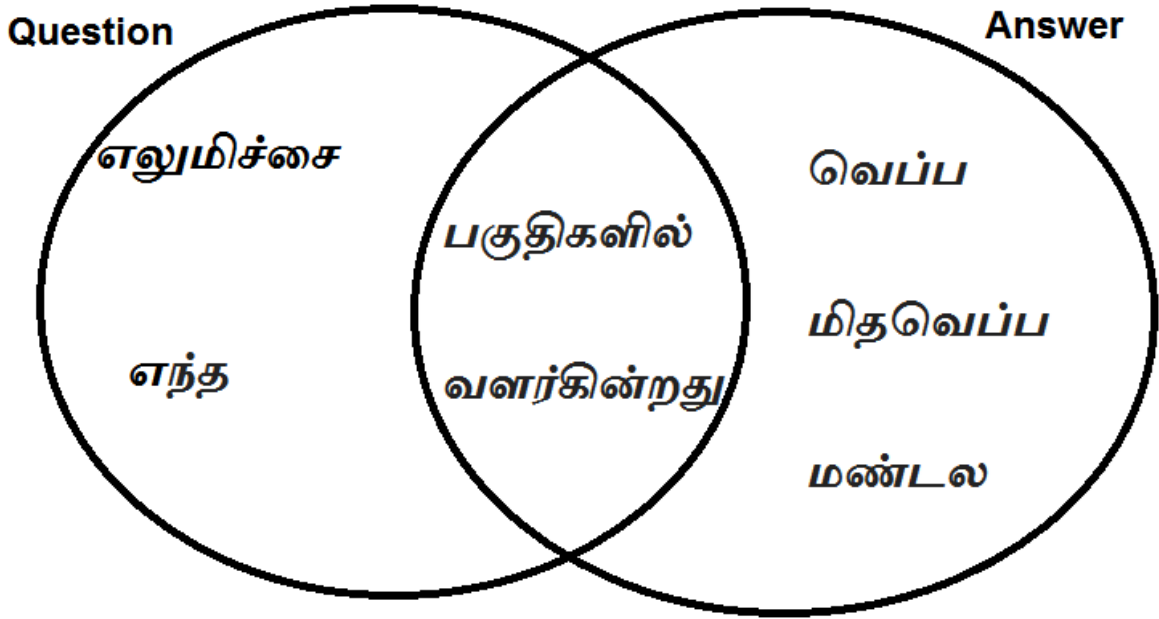 Question
Answer
எலுமிச்சை
எந்த
பகுதிகளில்
வளர்கின்றது
வெப்ப
மிதவெப்ப
மண்டல